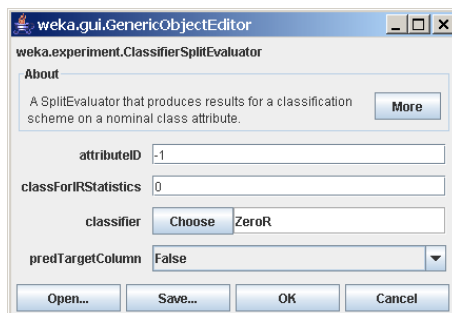 weka.gui.GenericObjectEditor
weka.experiment.ClassifierSplitEvaluator
About
A SplitEvaluator that produces results for a classification
scheme on a nominal class attribute.
More
attributeID -1
classForIRStatistics 0
classifier Choose ZeroR
predTargetColumn False
Open... Save... OK Cancel